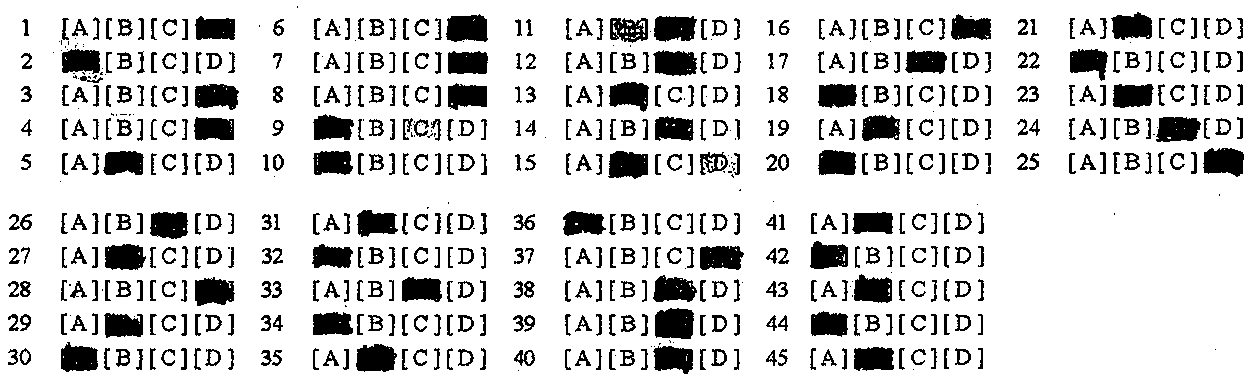 1 [A][B][C] 6 [A][B][C] 11 [A] [D] 16 [A][B][C] 21 [A] [C][D]
2 [B][C][D] 7 [A][B][C] 12 [A][B] [D] 17 [A][B] [D] 22 [B][C][D]
3 [A][B][C] 8 [A][B][C] 13 [A] [C][D] 18 [B][C][D] 23 [A] [C][D]
4 [A][B][C] 9 [B][C][D] 14 [A][B] [D] 19 [A] [C][D] 24 [A][B] [D]
5 [A] [C][D] 10 [B][C][D] 15 [A] [C][D] 20 [B][C][D] 25 [A][B][C]
26 [A][B] [D] 31 [A] [C][D] 36 [B][C][D] 41 [A] [C][D]
27 [A] [C][D] 32 [B][C][D] 37 [A][B][C] 42 [B][C][D]
28 [A][B][C] 33 [A][B] [D] 38 [A][B] [D] 43 [A] [C][D]
29 [A] [C][D] 34 [B][C][D] 39 [A][B] [D] 44 [B][C][D]
30 [B][C][D] 35 [A] [C][D] 40 [A][B] [D] 45 [A] [C][D]